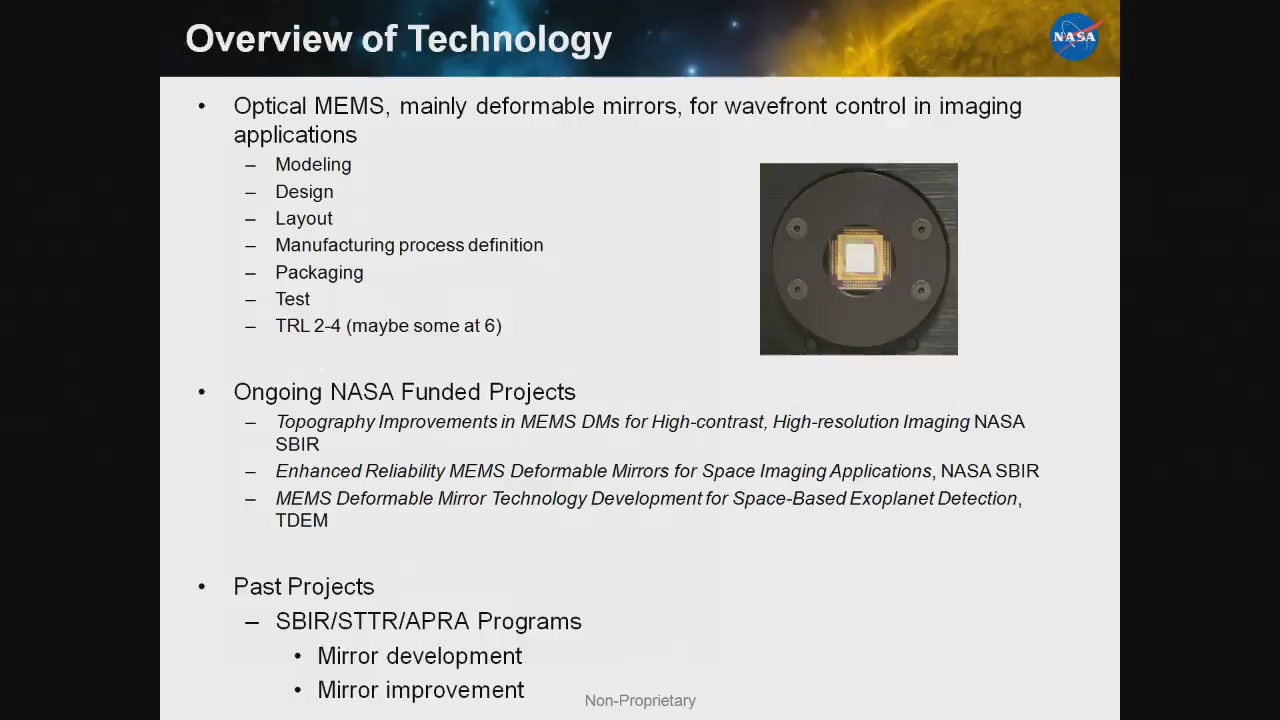 Overview of Technology
NASA
• Optical MEMS, mainly deformable mirrors, for wavefront control in imaging
applications
– Modeling
– Design
– Layout
– Manufacturing process definition
– Packaging
– Test
– TRL 2-4 (maybe some at 6)
• Ongoing NASA Funded Projects
– Topography Improvements in MEMS DMs for High-contrast, High-resolution Imaging NASA
SBIR
– Enhanced Reliability MEMS Deformable Mirrors for Space Imaging Applications, NASA SBIR
– MEMS Deformable Mirror Technology Development for Space-Based Exoplanet Detection,
TDEM
• Past Projects
– SBIR/STTR/APRA Programs
• Mirror development
• Mirror improvement
Non-Proprietary